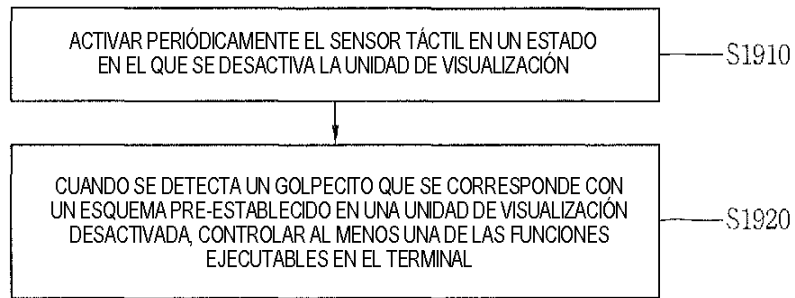 ACTIVAR PERIÓDICAMENTE EL SENSOR TÁCTIL EN UN ESTADO
EN EL QUE SE DESACTIVA LA UNIDAD DE VISUALIZACIÓN
S1910
CUANDO SE DETECTA UN GOLPECITO QUE SE CORRESPONDE CON
UN ESQUEMA PRE-ESTABLECIDO EN UNA UNIDAD DE VISUALIZACIÓN
DESACTIVADA, CONTROLAR AL MENOS UNA DE LAS FUNCIONES
EJECUTABLES EN EL TERMINAL
S1920